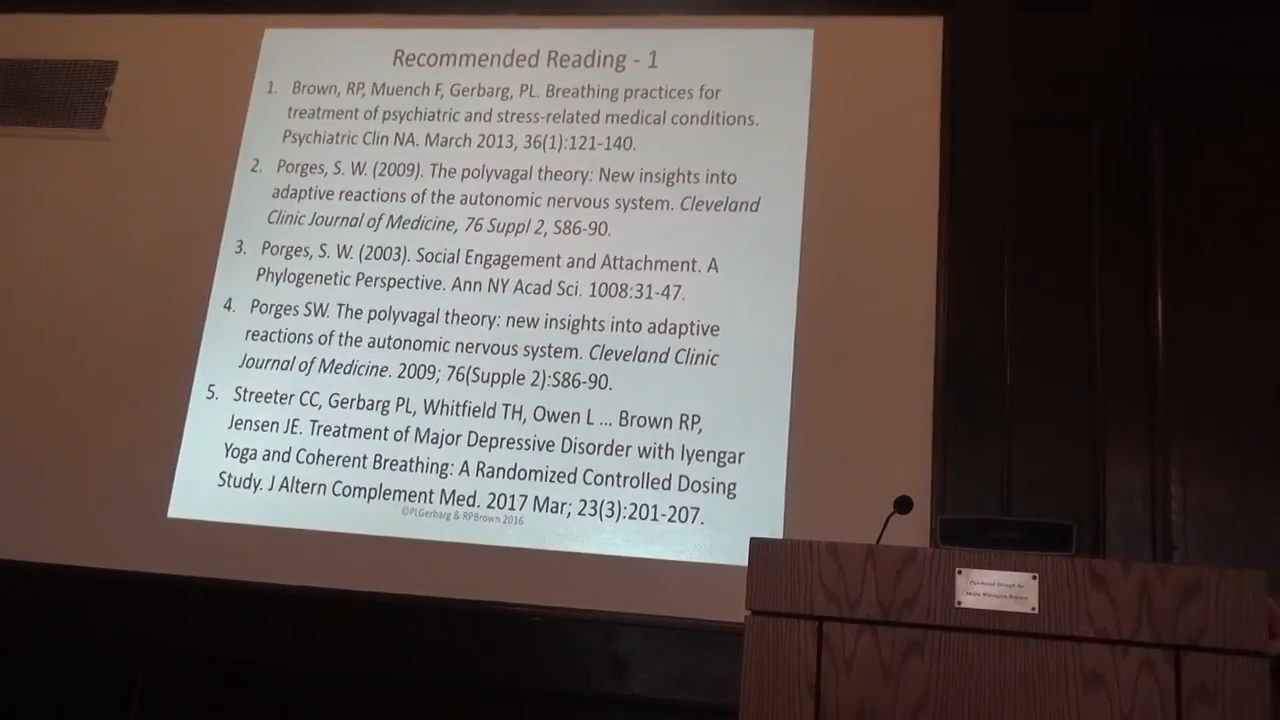 Recommended Reading - 1
1. Brown, RP, Muench F, Gerbarg, PL. Breathing practices for
treatment of psychiatric and stress-related medical conditions.
Psychiatric Clin NA. March 2013, 36(1):121-140.
2. Porges, S. W. (2009). The polyvagal theory: New insights into
adaptive reactions of the autonomic nervous system. Cleveland
Clinic Journal of Medicine, 76 Suppl 2, S86-90.
3. Porges, S. W. (2003). Social Engagement and Attachment. A
Phylogenetic Perspective. Ann NY Acad Sci. 1008:31-47.
4. Porges SW. The polyvagal theory: new insights into adaptive
reactions of the autonomic nervous system. Cleveland Clinic
Journal of Medicine. 2009; 76(Supple 2):S86-90.
5. Streeter CC, Gerbarg PL, Whitfield TH, Owen L ... Brown RP,
Jensen JE. Treatment of Major Depressive Disorder with Iyengar
Yoga and Coherent Breathing: A Randomized Controlled Dosing
Study. J Altern Complement Med. 2017 Mar; 23(3):201-207.
©PLGerbarg & RPBrown 2016